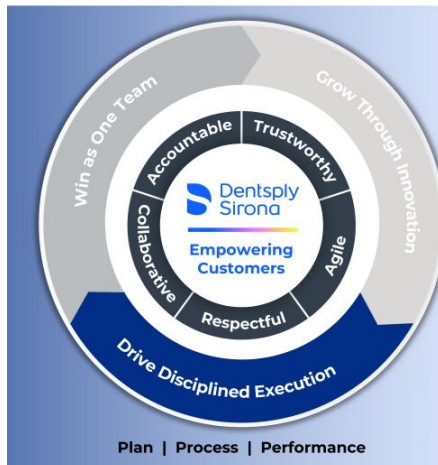 Win as One Team
Grow Through Innovation
Accountable
Trustworthy
Collaborative
Agile
Respectful
Dentsply
Sirona
Empowering
Customers
Drive Disciplined Execution
Plan | Process | Performance